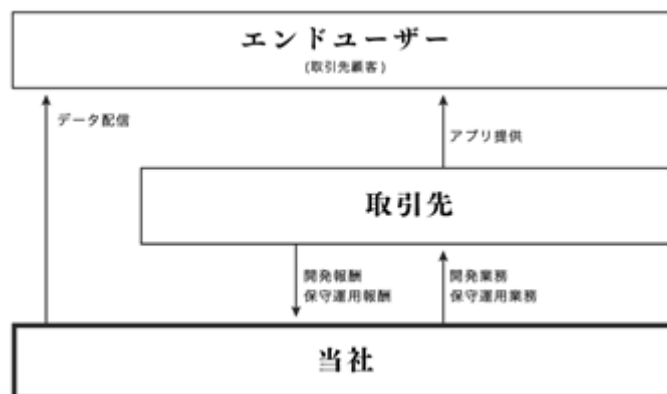 エンドユーザー
(取引先顧客)
データ配信
アプリ提供
取引先
開発報酬
保守運用報酬
開発業務
保守運用業務
当社